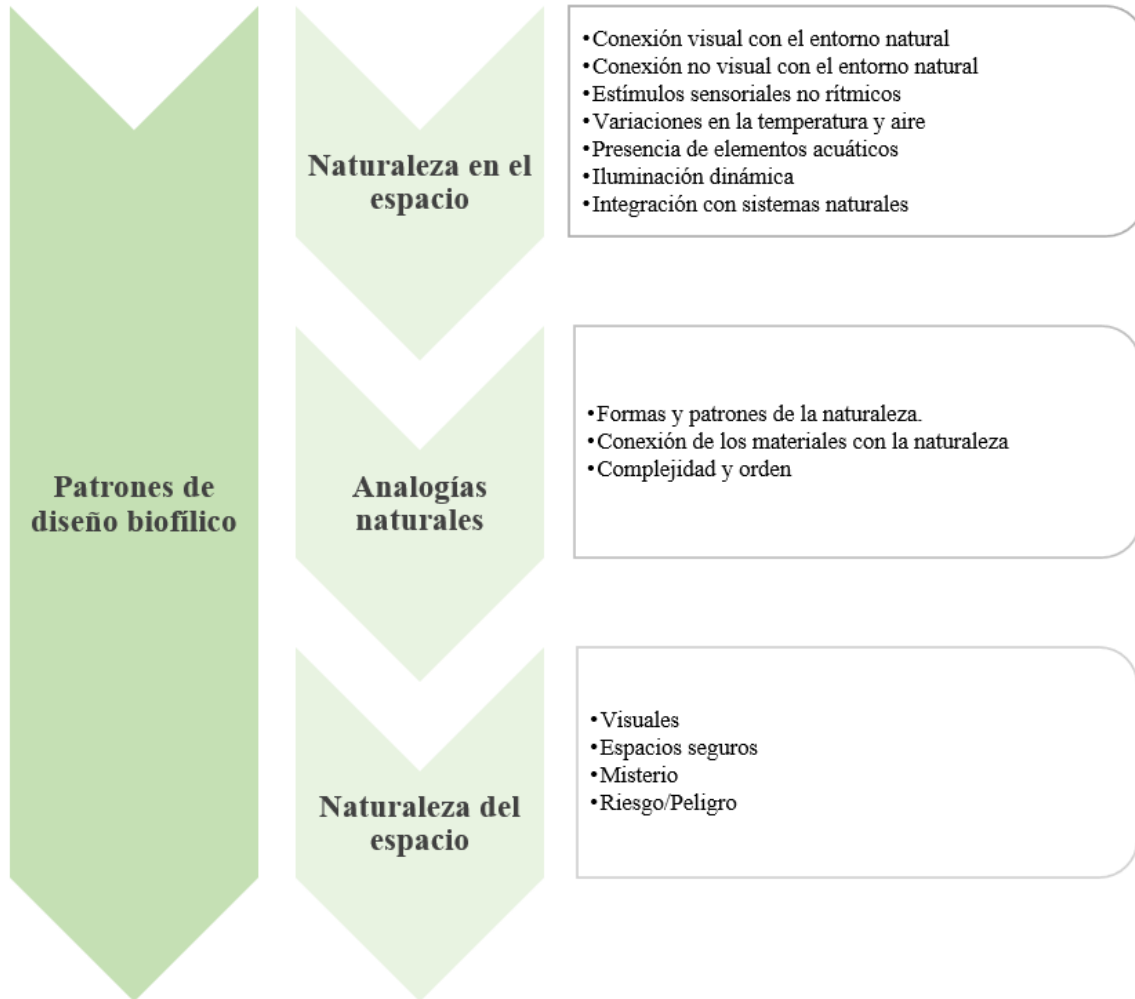 Patrones de
diseño biofílico
Naturaleza en el
espacio
•Conexión visual con el entorno natural
•Conexión no visual con el entorno natural
•Estímulos sensoriales no rítmicos
•Variaciones en la temperatura y aire
•Presencia de elementos acuáticos
•Iluminación dinámica
•Integración con sistemas naturales
Analogías
naturales
•Formas y patrones de la naturaleza.
•Conexión de los materiales con la naturaleza
•Complejidad y orden
Naturaleza del
espacio
•Visuales
•Espacios seguros
•Misterio
•Riesgo/Peligro